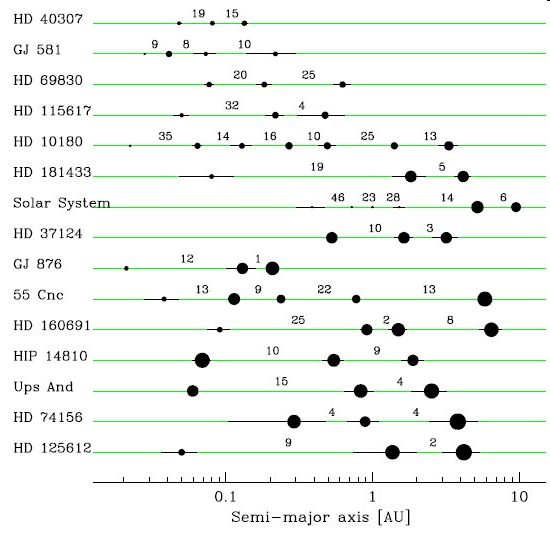 HD 40307 19 15
GJ 581 9 8 10
HD 69830 20 25
HD 115617 32 4
HD 10180 35 14 16 10 25 13
HD 181433 19 5
Solar System 46 23 28 14 6
HD 37124 10 3
GJ 876 12 1
55 Cnc 13 9 22 13
HD 160691 25 2 8
HIP 14810 10 9
Ups And 15 4
HD 74156 4 4
HD 125612 9 2
0.1 1 10
Semi-major axis [AU]